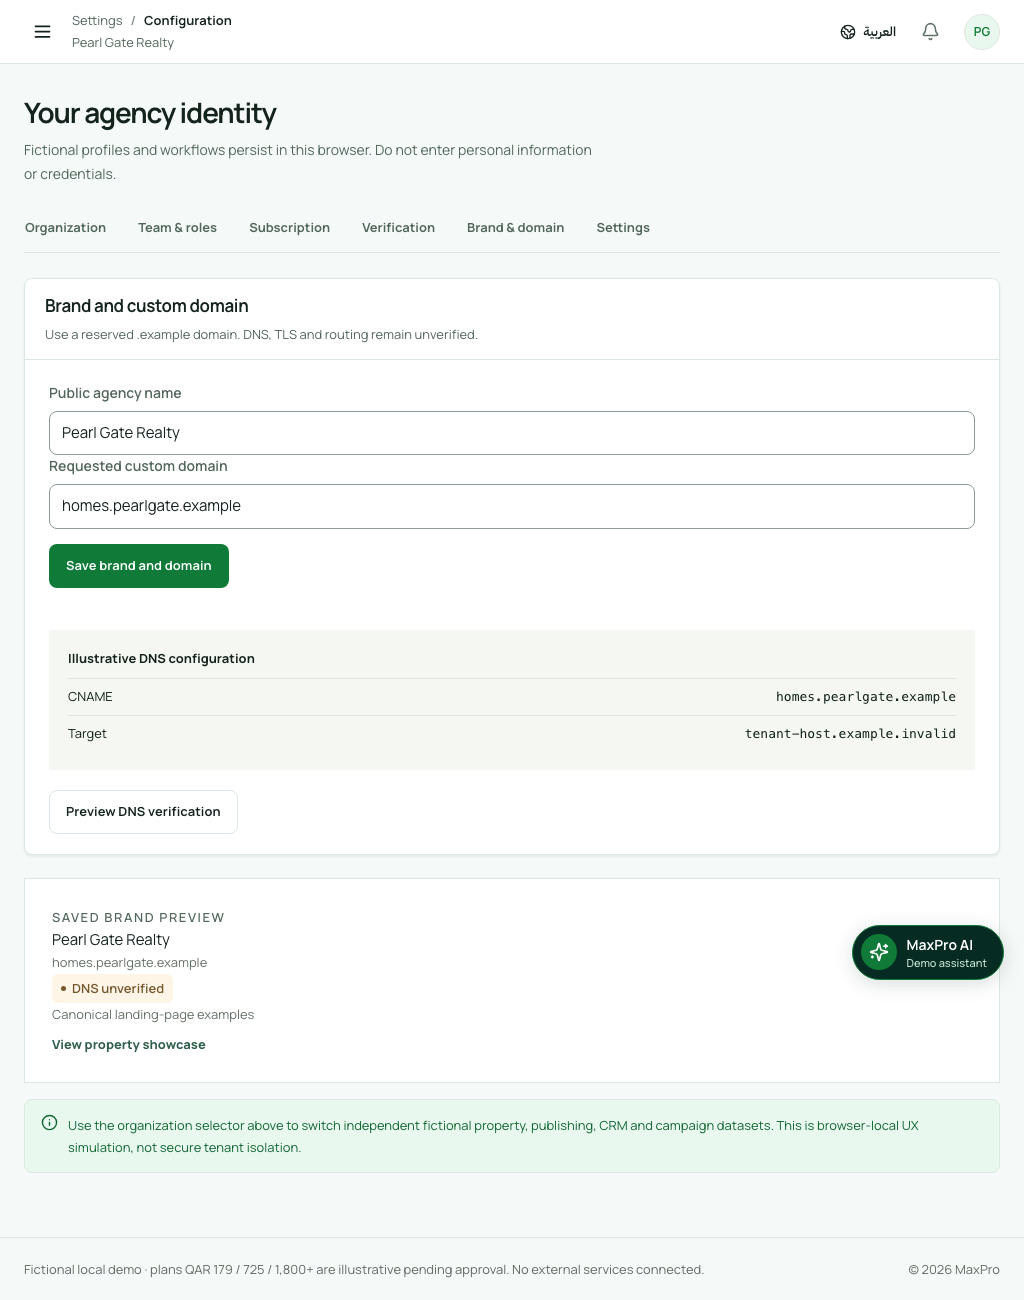 Settings / Configuration
Pearl Gate Realty
العربية
PG
Your agency identity
Fictional profiles and workflows persist in this browser. Do not enter personal information
or credentials.
Organization
Team & roles
Subscription
Verification
Brand & domain
Settings
Brand and custom domain
Use a reserved .example domain. DNS, TLS and routing remain unverified.
Public agency name
Pearl Gate Realty
Requested custom domain
homes.pearlgate.example
Save brand and domain
Illustrative DNS configuration
CNAME homes.pearlgate.example
Target tenant-host.example.invalid
Preview DNS verification
SAVED BRAND PREVIEW
Pearl Gate Realty
homes.pearlgate.example
DNS unverified
Canonical landing-page examples
View property showcase
MaxPro AI
Demo assistant
Use the organization selector above to switch independent fictional property, publishing, CRM and campaign datasets. This is browser-local UX
simulation, not secure tenant isolation.
Fictional local demo · plans QAR 179 / 725 / 1,800+ are illustrative pending approval. No external services connected.
© 2026 MaxPro